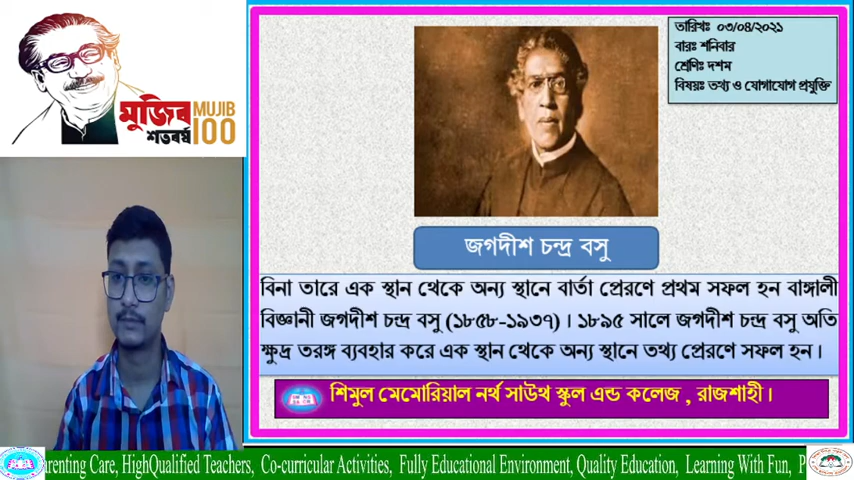 মুজিব
শতবর্ষ
MUJIB
100
তারিখঃ ০৩/০৪/২০২১
বারঃ শনিবার
শ্রেণিঃ দশম
বিষয়ঃ তথ্য ও যোগাযোগ প্রযুক্তি
জগদীশ চন্দ্র বসু
বিনা তারে এক স্থান থেকে অন্য স্থানে বার্তা প্রেরণে প্রথম সফল হন বাঙ্গালী
বিজ্ঞানী জগদীশ চন্দ্র বসু (১৮৫৮-১৯৩৭)। ১৮৯৫ সালে জগদীশ চন্দ্র বসু অতি
ক্ষুদ্র তরঙ্গ ব্যবহার করে এক স্থান থেকে অন্য স্থানে তথ্য প্রেরণে সফল হন।
শিমুল মেমোরিয়াল নর্থ সাউথ স্কুল এন্ড কলেজ , রাজশাহী।
arenting Care, HighQualified Teachers, Co-curricular Activities, Fully Educational Environment, Quality Education, Learning With Fun, P